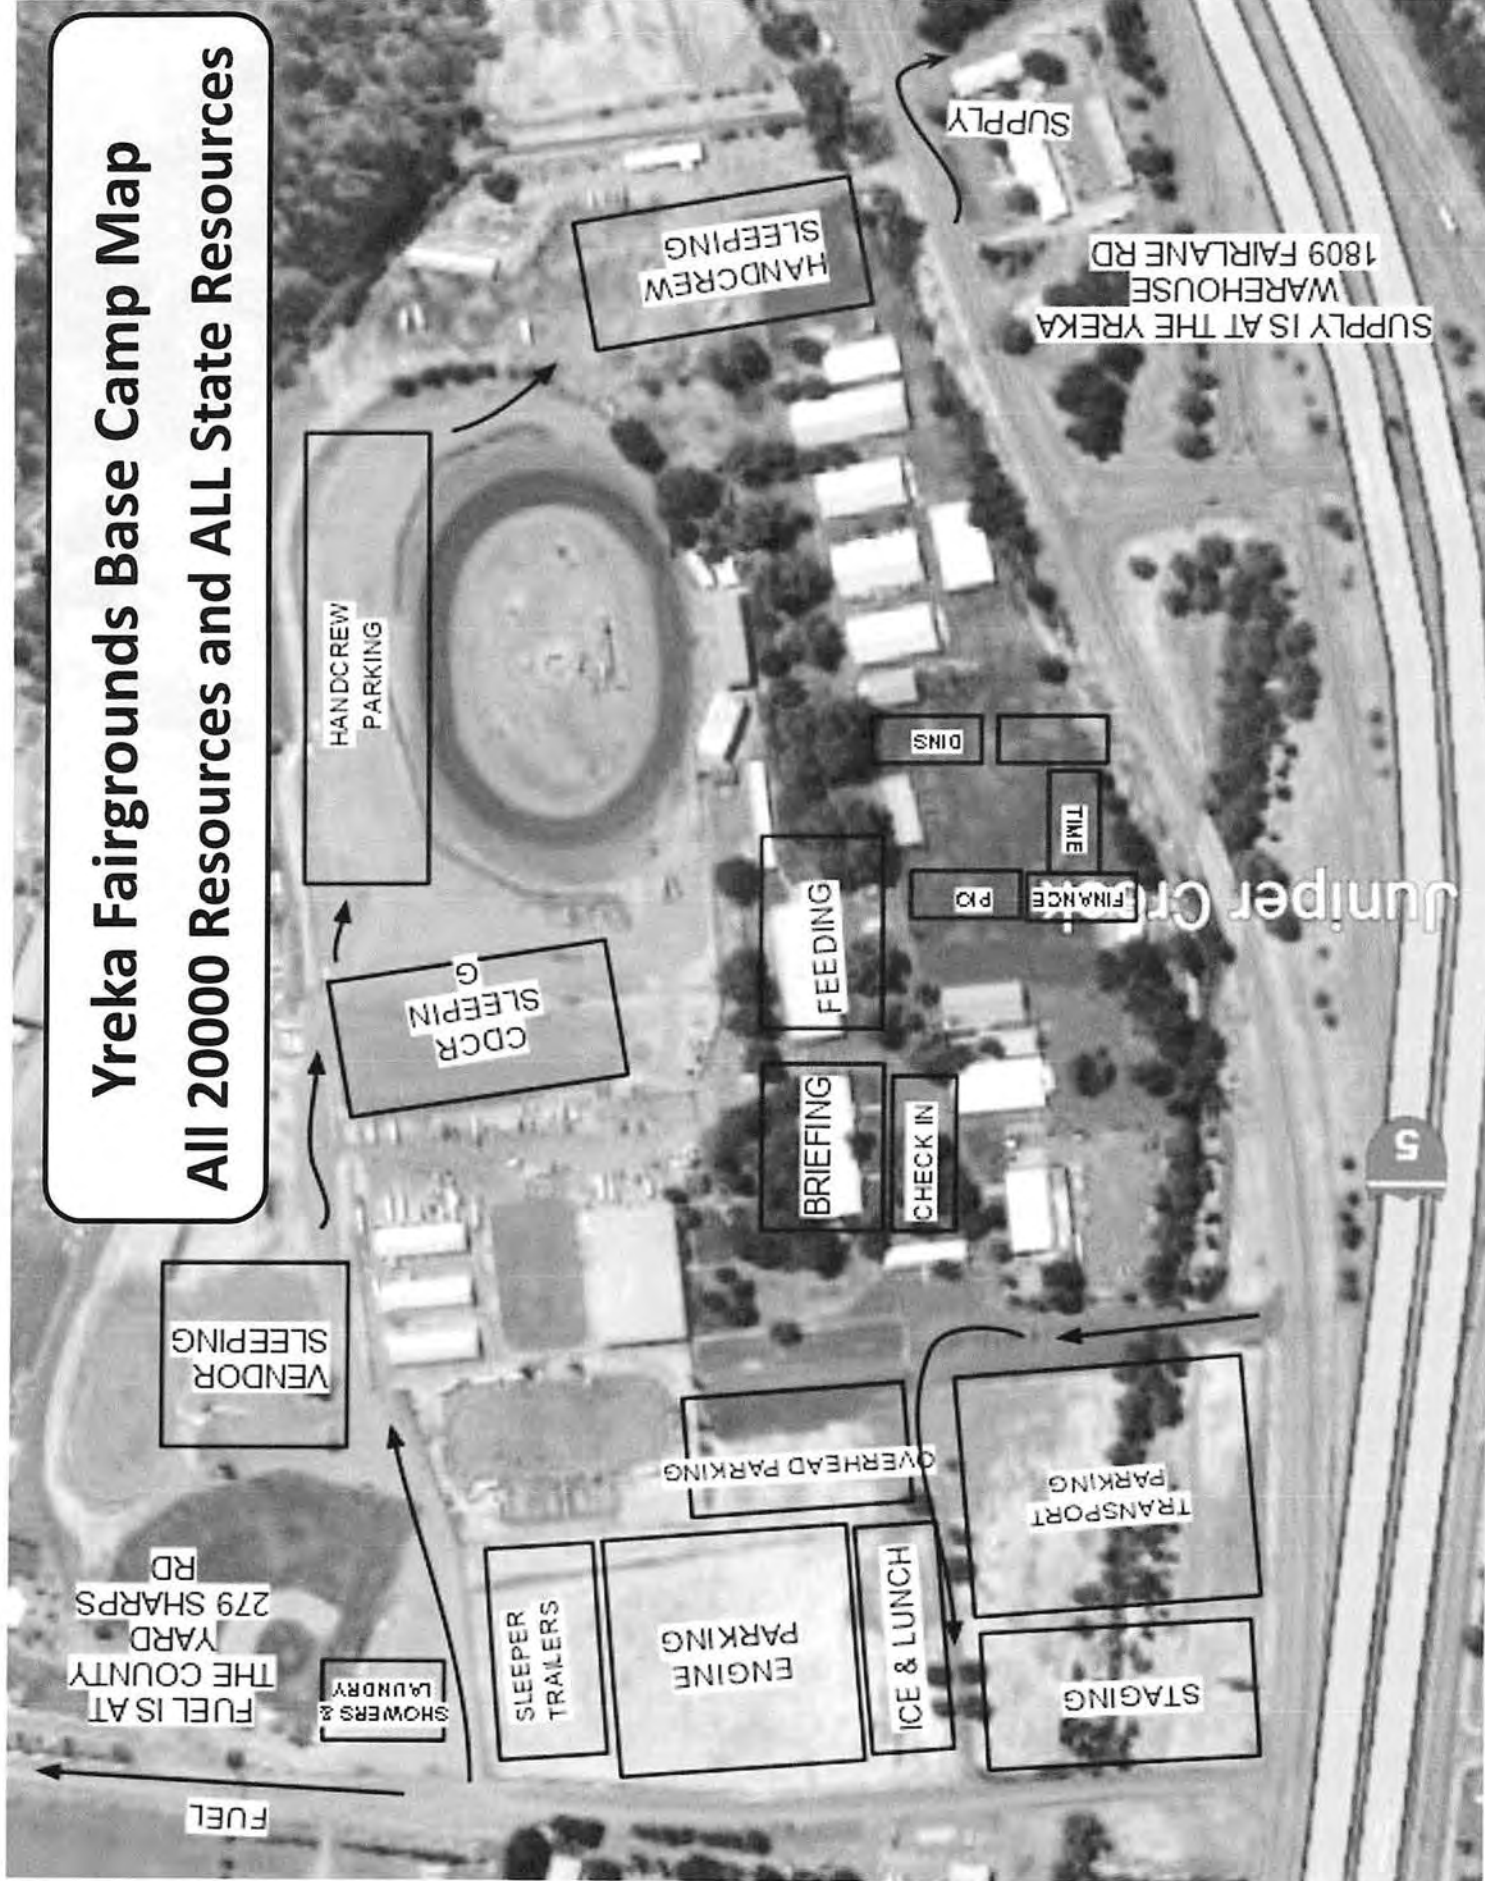 Yreka Fairgrounds Base Camp Map
All 20000 Resources and ALL State Resources
FUEL
FUEL IS AT
THE COUNTY
YARD
279 SHARPS
RD
SHOWERS &
LAUNDRY
VENDOR
SLEEPING
SLEEPER
TRAILERS
ENGINE
PARKING
ICE & LUNCH
STAGING
TRANSPORT
PARKING
OVERHEAD PARKING
CDCR
SLEEPIN
G
HANDCREW
PARKING
BRIEFING
CHECK IN
FEEDING
PIO
FINANCE
TIME
DINS
Juniper Creek
5
HANDCREW
SLEEPING
SUPPLY
SUPPLY IS AT THE YREKA
WAREHOUSE
1809 FAIRLANE RD